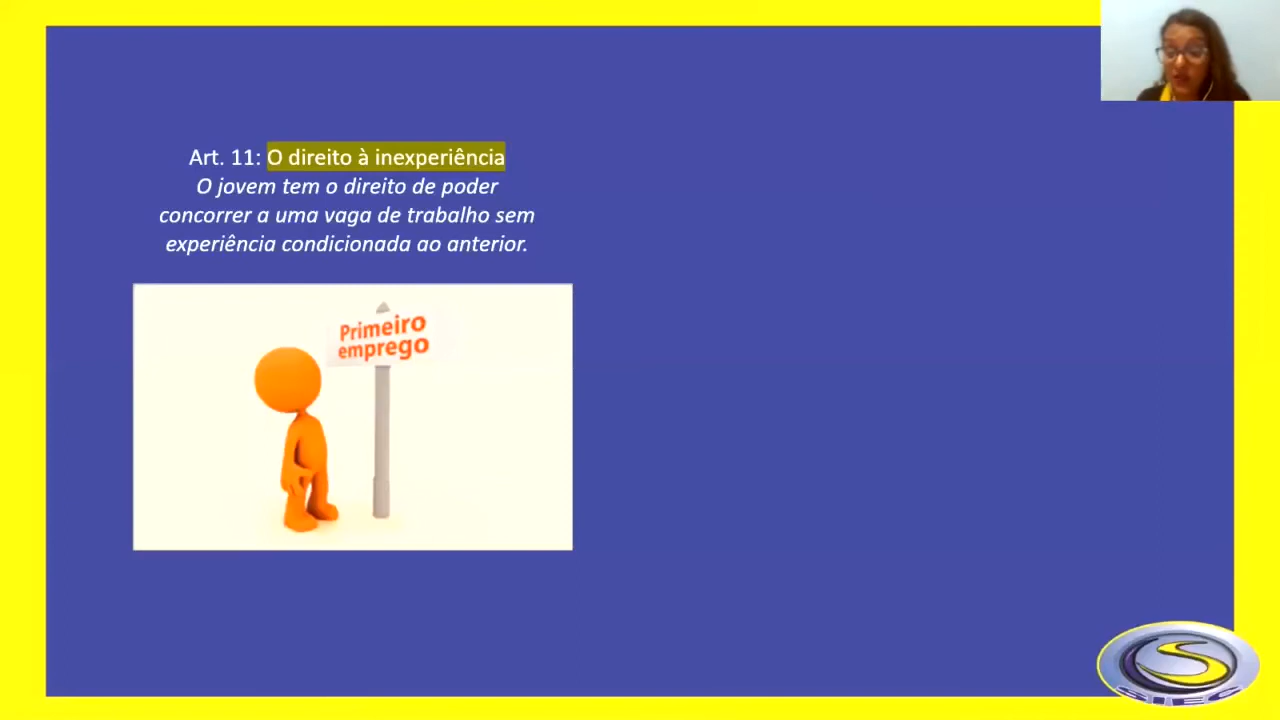 Art. 11: O direito à inexperiência
O jovem tem o direito de poder
concorrer a uma vaga de trabalho sem
experiência condicionada ao anterior.
Primeiro
emprego